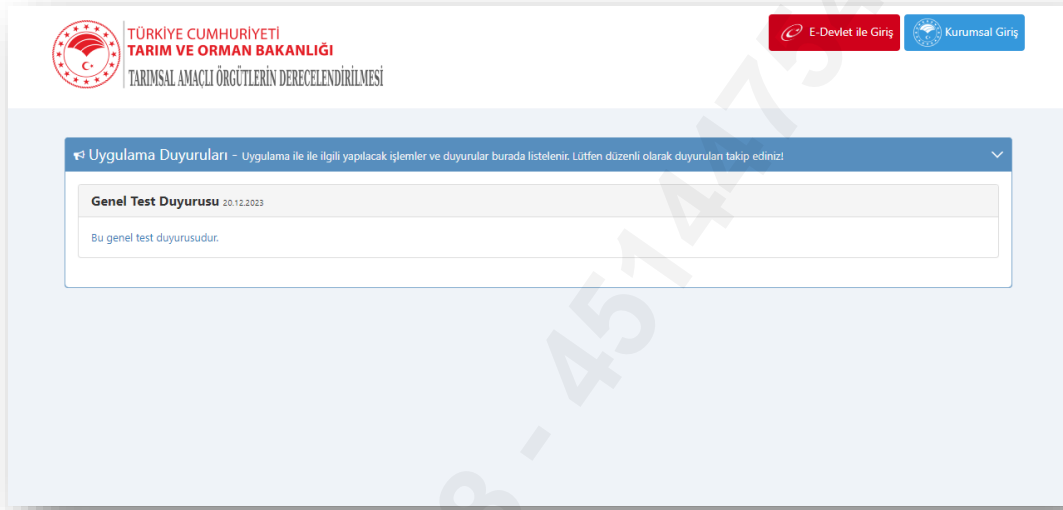 TÜRKİYE CUMHURİYETİ
TARIM VE ORMAN BAKANLIĞI
TARIMSAL AMAÇLI ÖRGÜTLERİN DERECELENDİRİLMESİ
E-Devlet ile Giriş
Kurumsal Giriş
Uygulama Duyuruları - Uygulama ile ile ilgili yapılacak işlemler ve duyurular burada listelenir. Lütfen düzenli olarak duyuruları takip ediniz!
Genel Test Duyurusu 20.12.2023
Bu genel test duyurusudur.
8 - 4514475